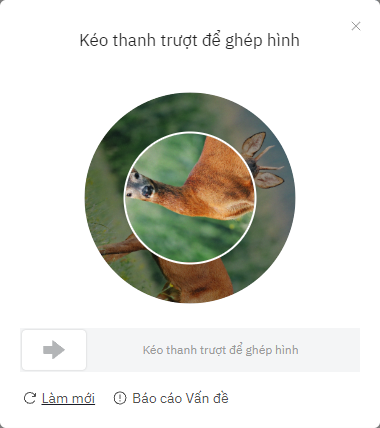 Kéo thanh trượt để ghép hình
Kéo thanh trượt để ghép hình
Làm mới
Báo cáo Vấn đề